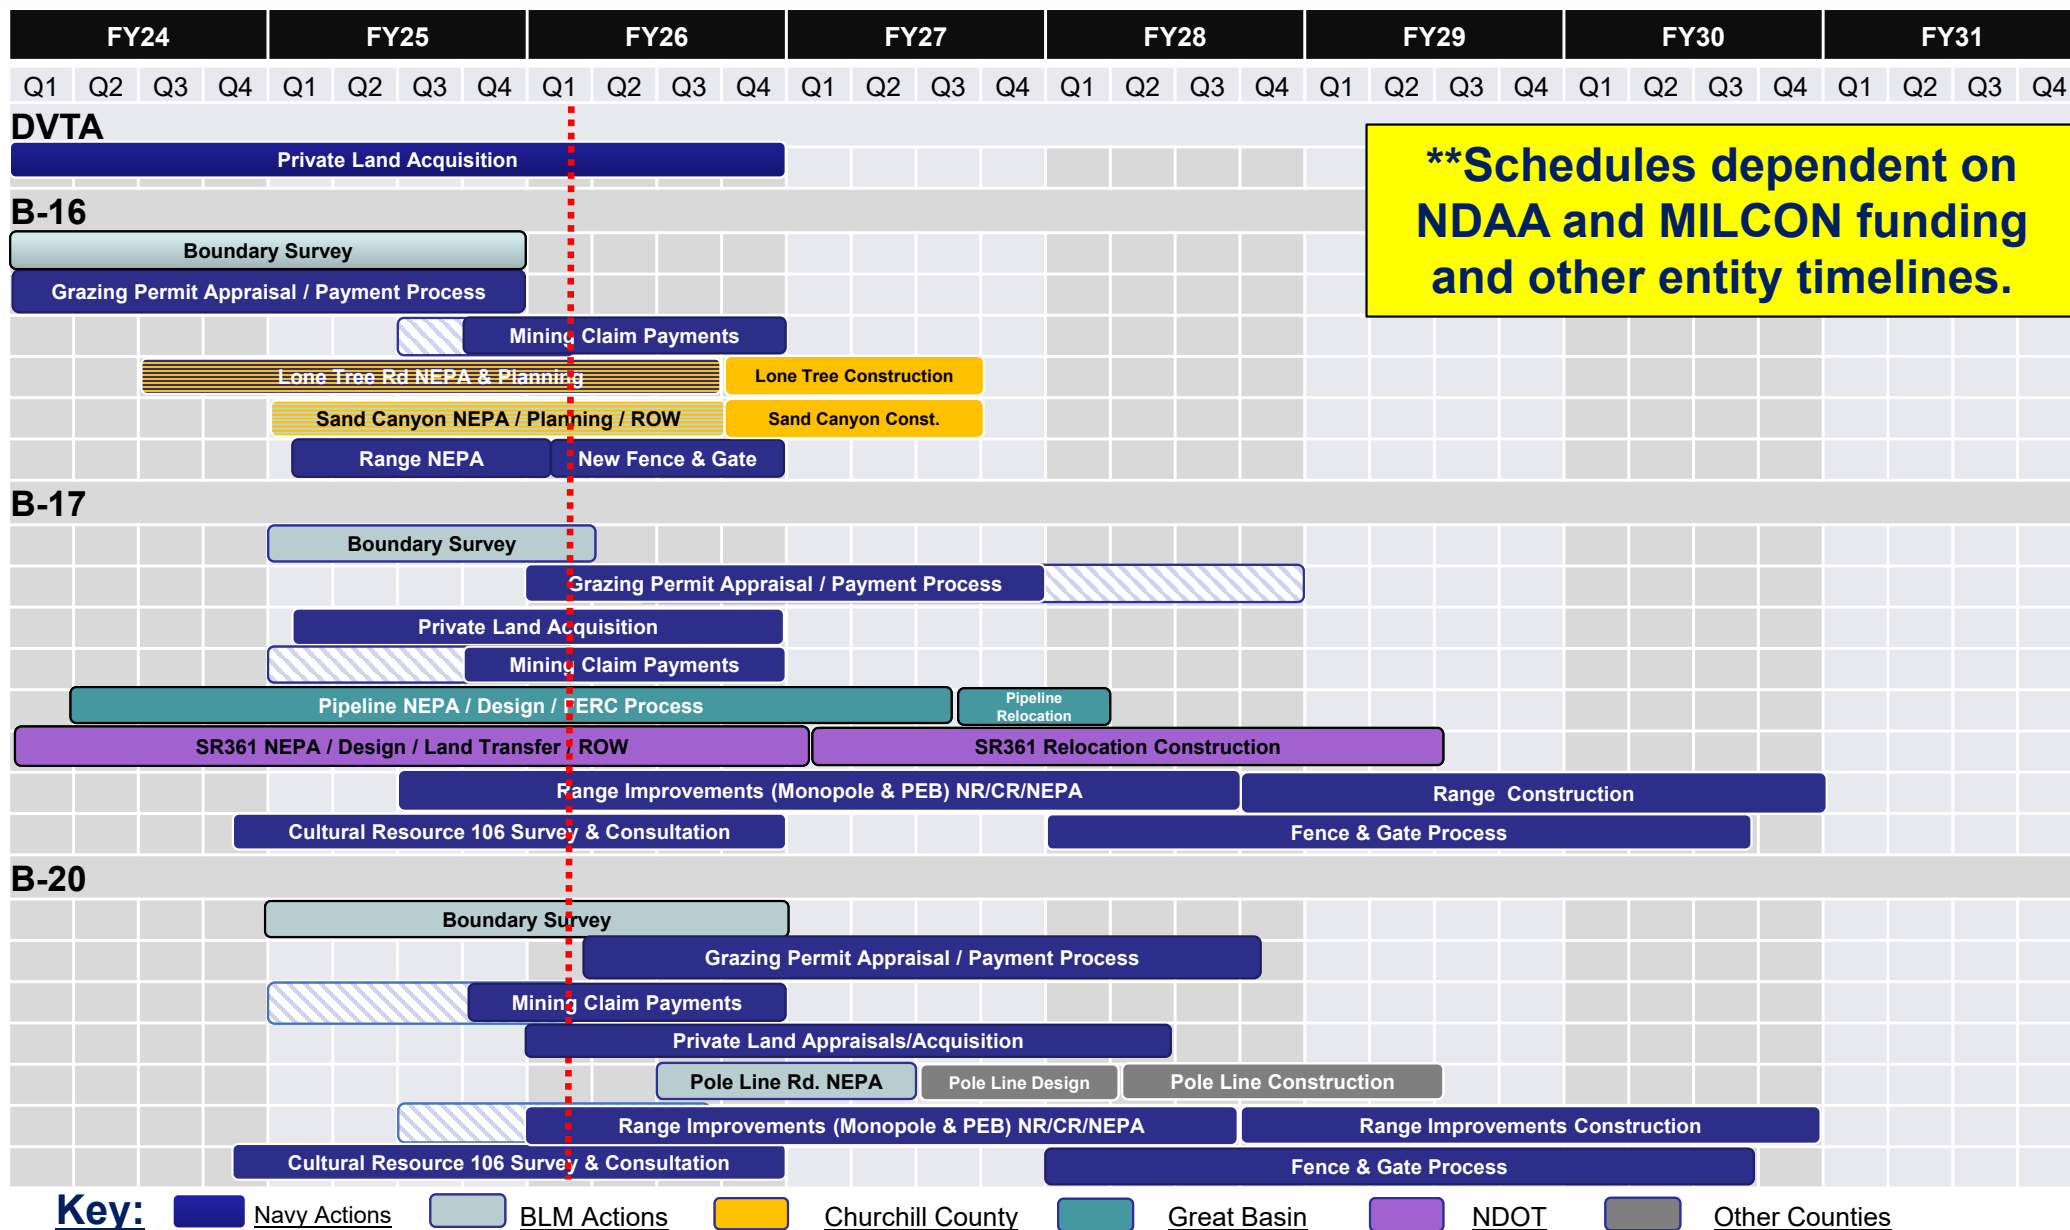 FY24 FY25 FY26 FY27 FY28 FY29 FY30 FY31
Q1 Q2 Q3 Q4 Q1 Q2 Q3 Q4 Q1 Q2 Q3 Q4 Q1 Q2 Q3 Q4 Q1 Q2 Q3 Q4 Q1 Q2 Q3 Q4 Q1 Q2 Q3 Q4 Q1 Q2 Q3 Q4
DVTA
Private Land Acquisition
**Schedules dependent on
NDAA and MILCON funding
and other entity timelines.
B-16
Boundary Survey
Grazing Permit Appraisal / Payment Process
Mining Claim Payments
Lone Tree Rd NEPA & Planning
Lone Tree Construction
Sand Canyon NEPA / Planning / ROW
Sand Canyon Const.
Range NEPA
New Fence & Gate
B-17
Boundary Survey
Grazing Permit Appraisal / Payment Process
Private Land Acquisition
Mining Claim Payments
Pipeline NEPA / Design / FERC Process
Pipeline
Relocation
SR361 NEPA / Design / Land Transfer / ROW
SR361 Relocation Construction
Range Improvements (Monopole & PEB) NR/CR/NEPA
Range Construction
Cultural Resource 106 Survey & Consultation
Fence & Gate Process
B-20
Boundary Survey
Grazing Permit Appraisal / Payment Process
Mining Claim Payments
Private Land Appraisals/Acquisition
Pole Line Rd. NEPA
Pole Line Design
Pole Line Construction
Range Improvements (Monopole & PEB) NR/CR/NEPA
Range Improvements Construction
Cultural Resource 106 Survey & Consultation
Fence & Gate Process
Key: Navy Actions BLM Actions Churchill County Great Basin NDOT Other Counties